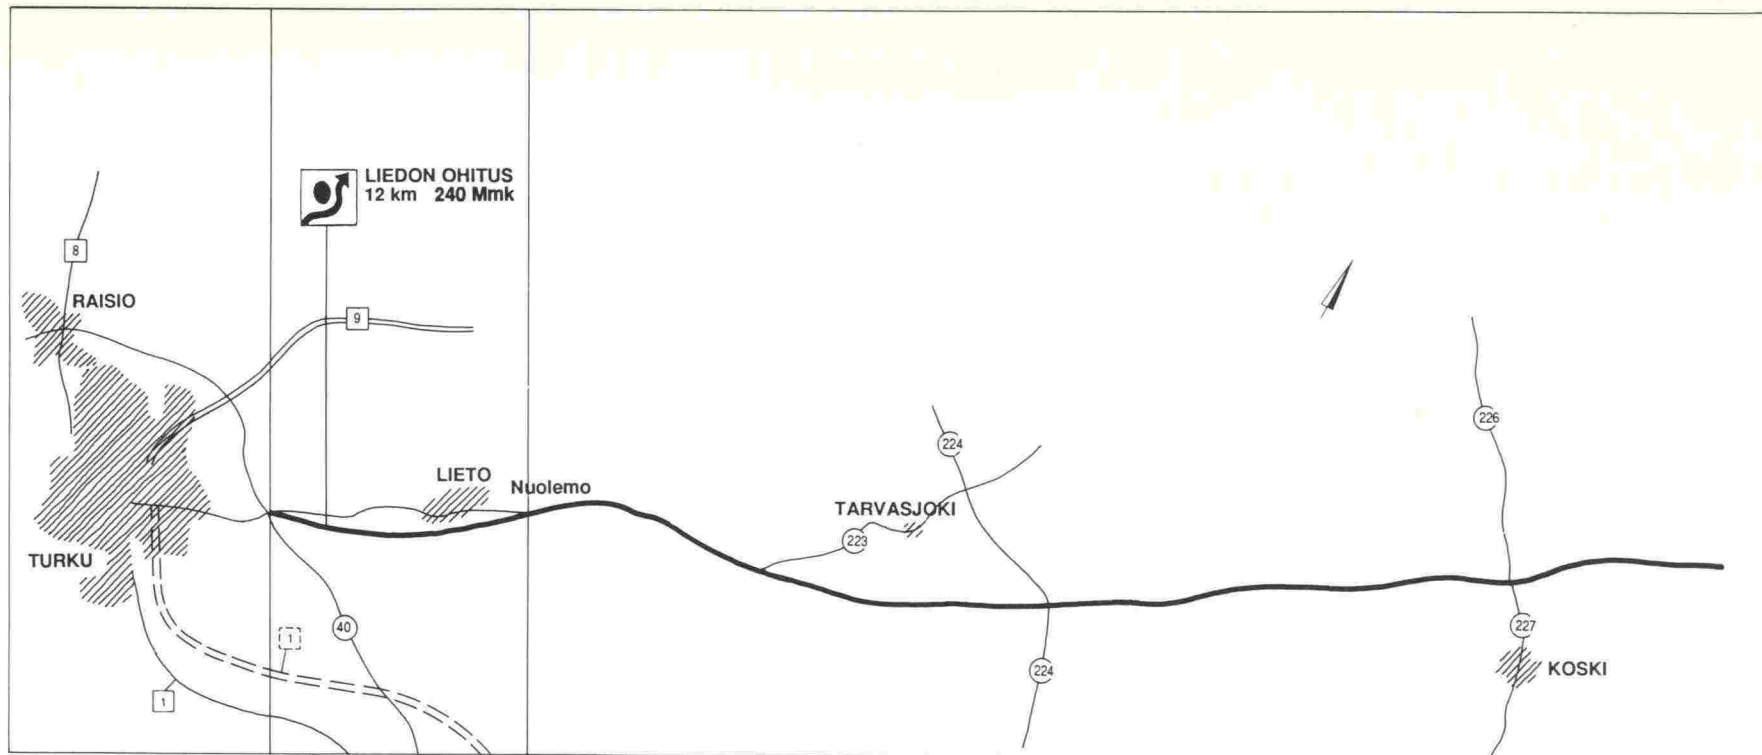 LIEDON OHITUS
12 km 240 Mmk
8
RAISIO
9
226
224
LIETO
Nuolemo
TARVASJOKI
223
TURKU
40
1
227
224
KOSKI
1